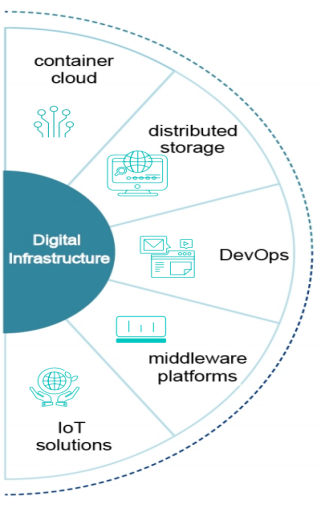 container
cloud
distributed
storage
Digital
Infrastructure
DevOps
middleware
platforms
IoT
solutions